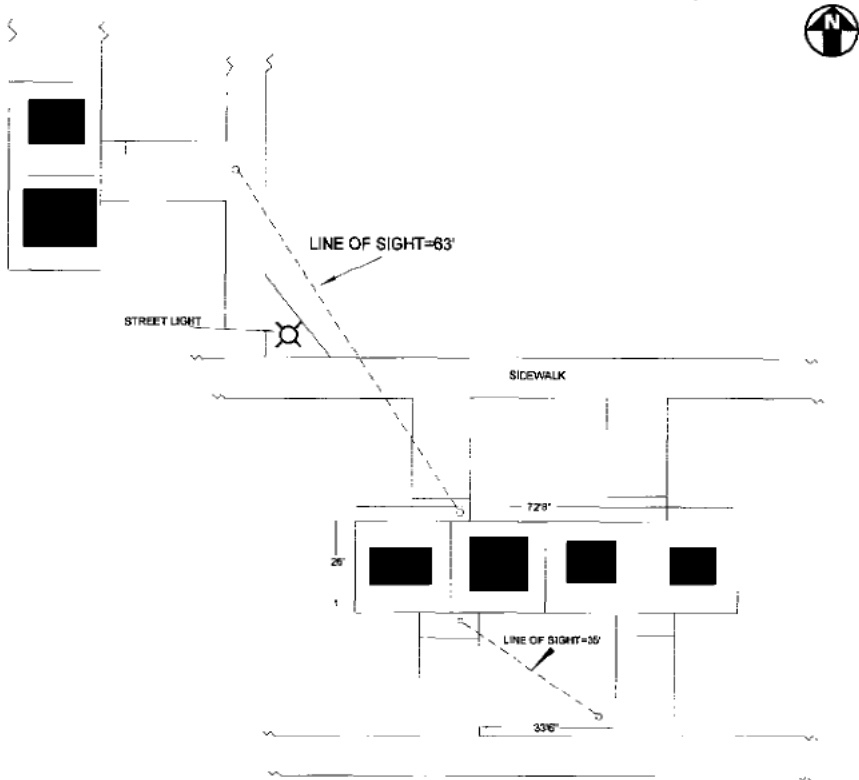 N
LINE OF SIGHT=63'
STREET LIGHT
SIDEWALK
72'8"
26'
LINE OF SIGHT=35'
33'6"